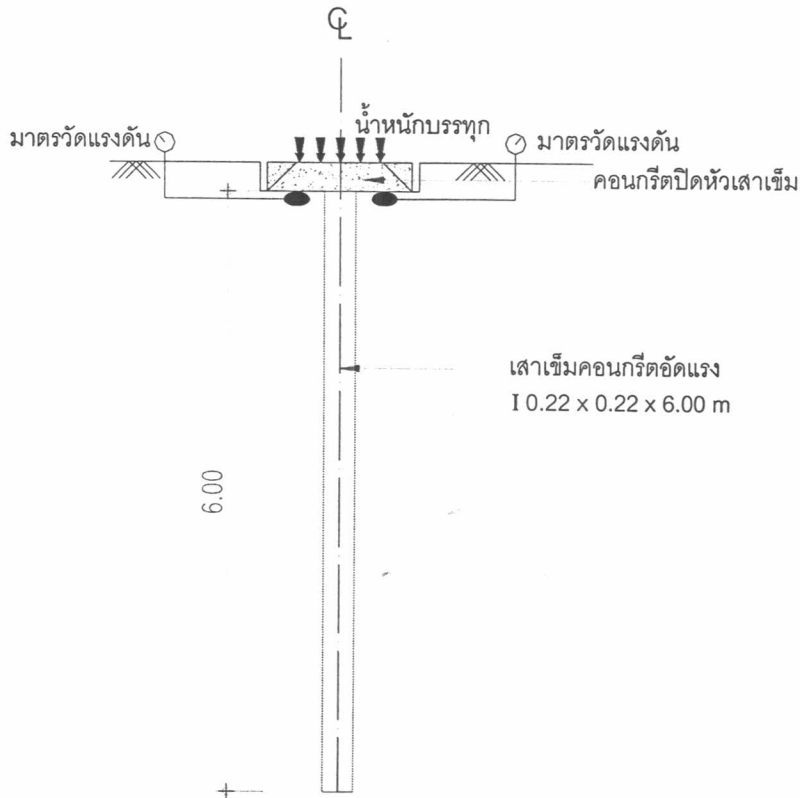 ℄
น้ำหนักบรรทุก
มาตรวัดแรงดัน
มาตรวัดแรงดัน
คอนกรีตปิดหัวเสาเข็ม
เสาเข็มคอนกรีตอัดแรง
I 0.22 x 0.22 x 6.00 m
6.00